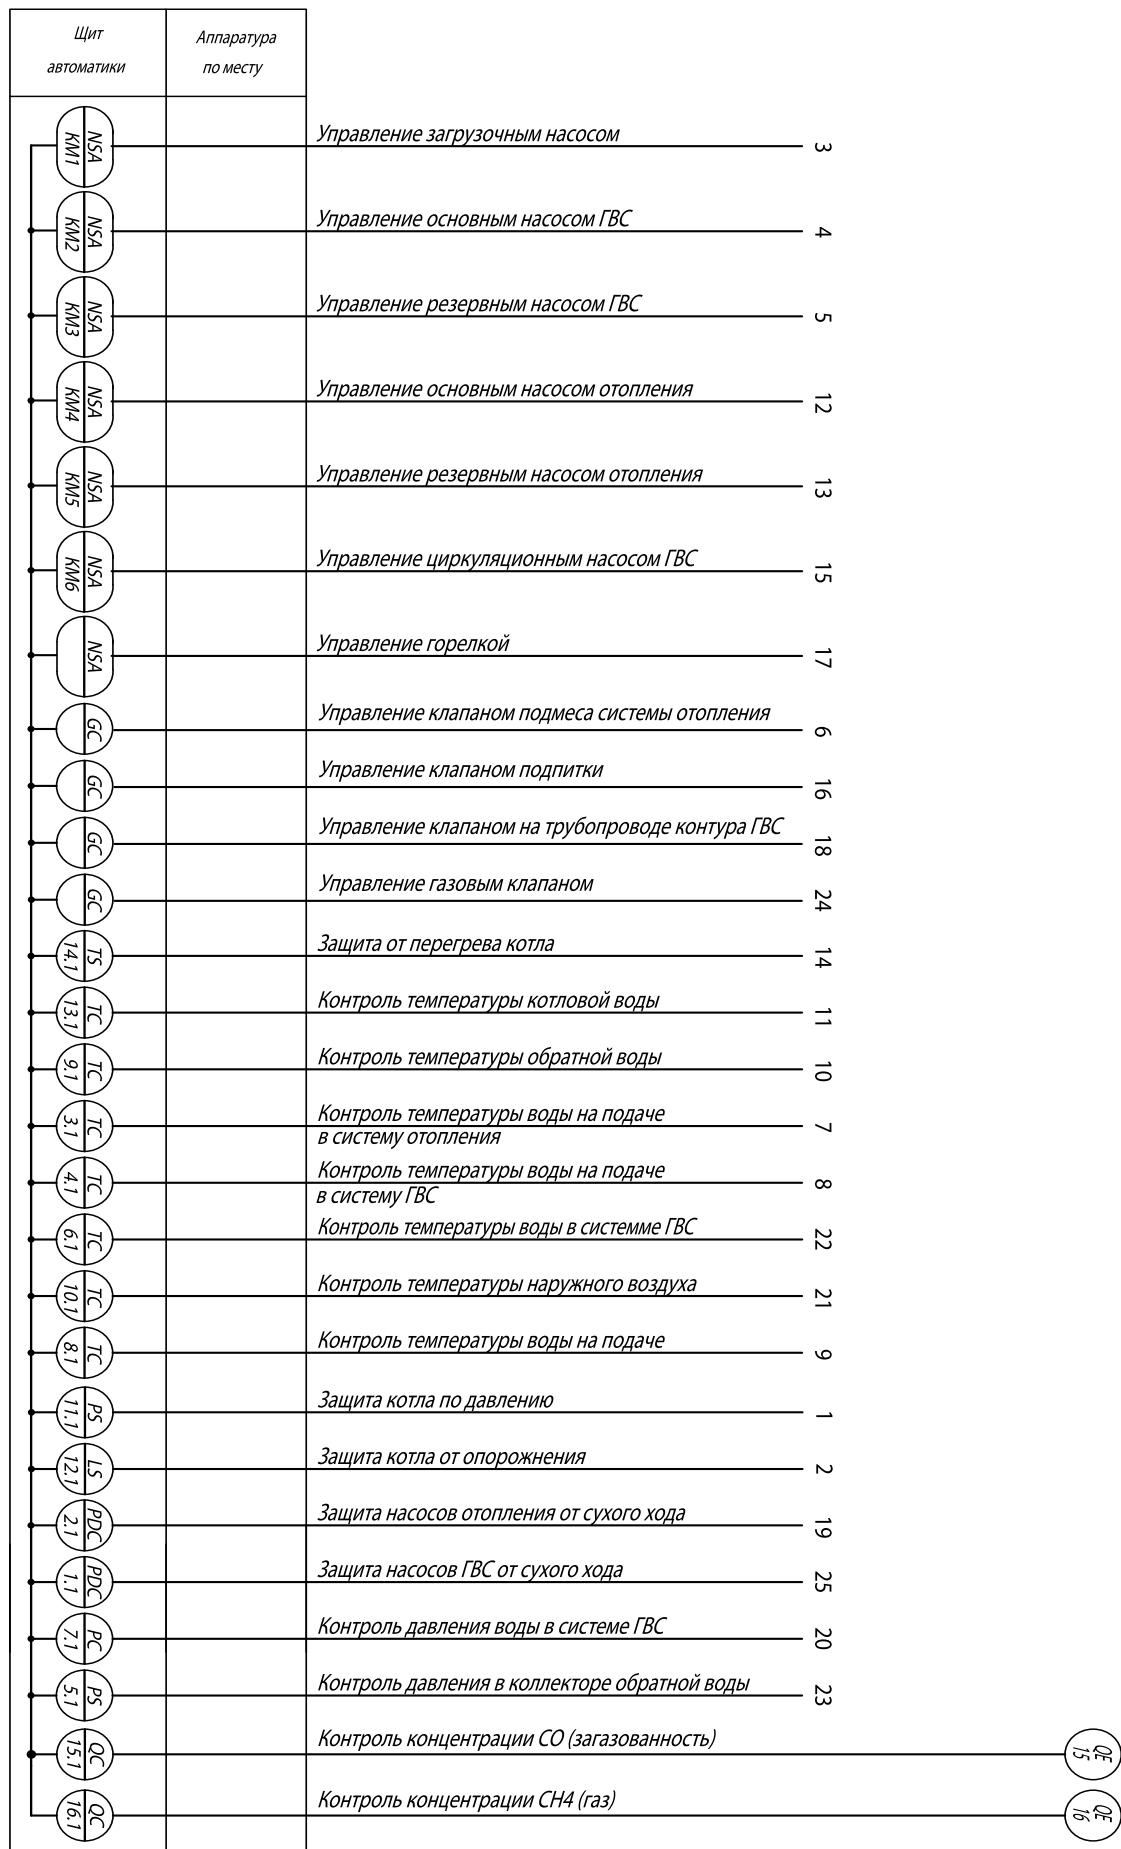 Щит
автоматики
Аппаратура
по месту
NSA
КМ1
Управление загрузочным насосом
3
NSA
КМ2
Управление основным насосом ГВС
4
NSA
КМ3
Управление резервным насосом ГВС
5
NSA
КМ4
Управление основным насосом отопления
12
NSA
КМ5
Управление резервным насосом отопления
13
NSA
КМ6
Управление циркуляционным насосом ГВС
15
NSA
Управление горелкой
17
GC
Управление клапаном подмеса системы отопления
6
GC
Управление клапаном подпитки
16
GC
Управление клапаном на трубопроводе контура ГВС
18
GC
Управление газовым клапаном
24
TS
14.1
Защита от перегрева котла
14
TC
13.1
Контроль температуры котловой воды
11
TC
9.1
Контроль температуры обратной воды
10
TC
3.1
Контроль температуры воды на подаче
в систему отопления
7
TC
4.1
Контроль температуры воды на подаче
в систему ГВС
8
TC
6.1
Контроль температуры воды в системме ГВС
22
TC
10.1
Контроль температуры наружного воздуха
21
TC
8.1
Контроль температуры воды на подаче
9
PS
11.1
Защита котла по давлению
1
LS
12.1
Защита котла от опорожнения
2
PDC
2.1
Защита насосов отопления от сухого хода
19
PDC
1.1
Защита насосов ГВС от сухого хода
25
PC
7.1
Контроль давления воды в системе ГВС
20
PS
5.1
Контроль давления в коллекторе обратной воды
23
QC
15.1
Контроль концентрации СО (загазованность)
QE
15
QC
16.1
Контроль концентрации СН4 (газ)
QE
16